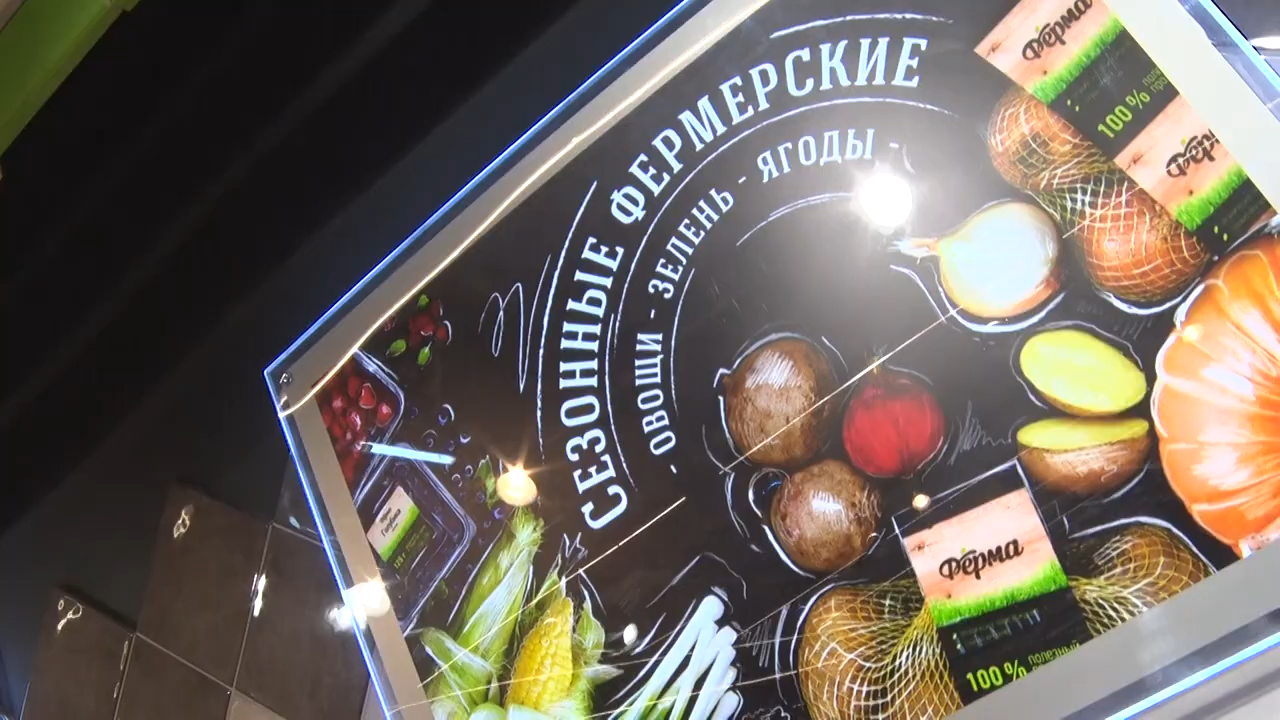 СЕЗОННЫЕ ФЕРМЕРСКИЕ
- ОВОЩИ - ЗЕЛЕНЬ - ЯГОДЫ -
Ферма
100%
Ферма
Ферма
100% полезный